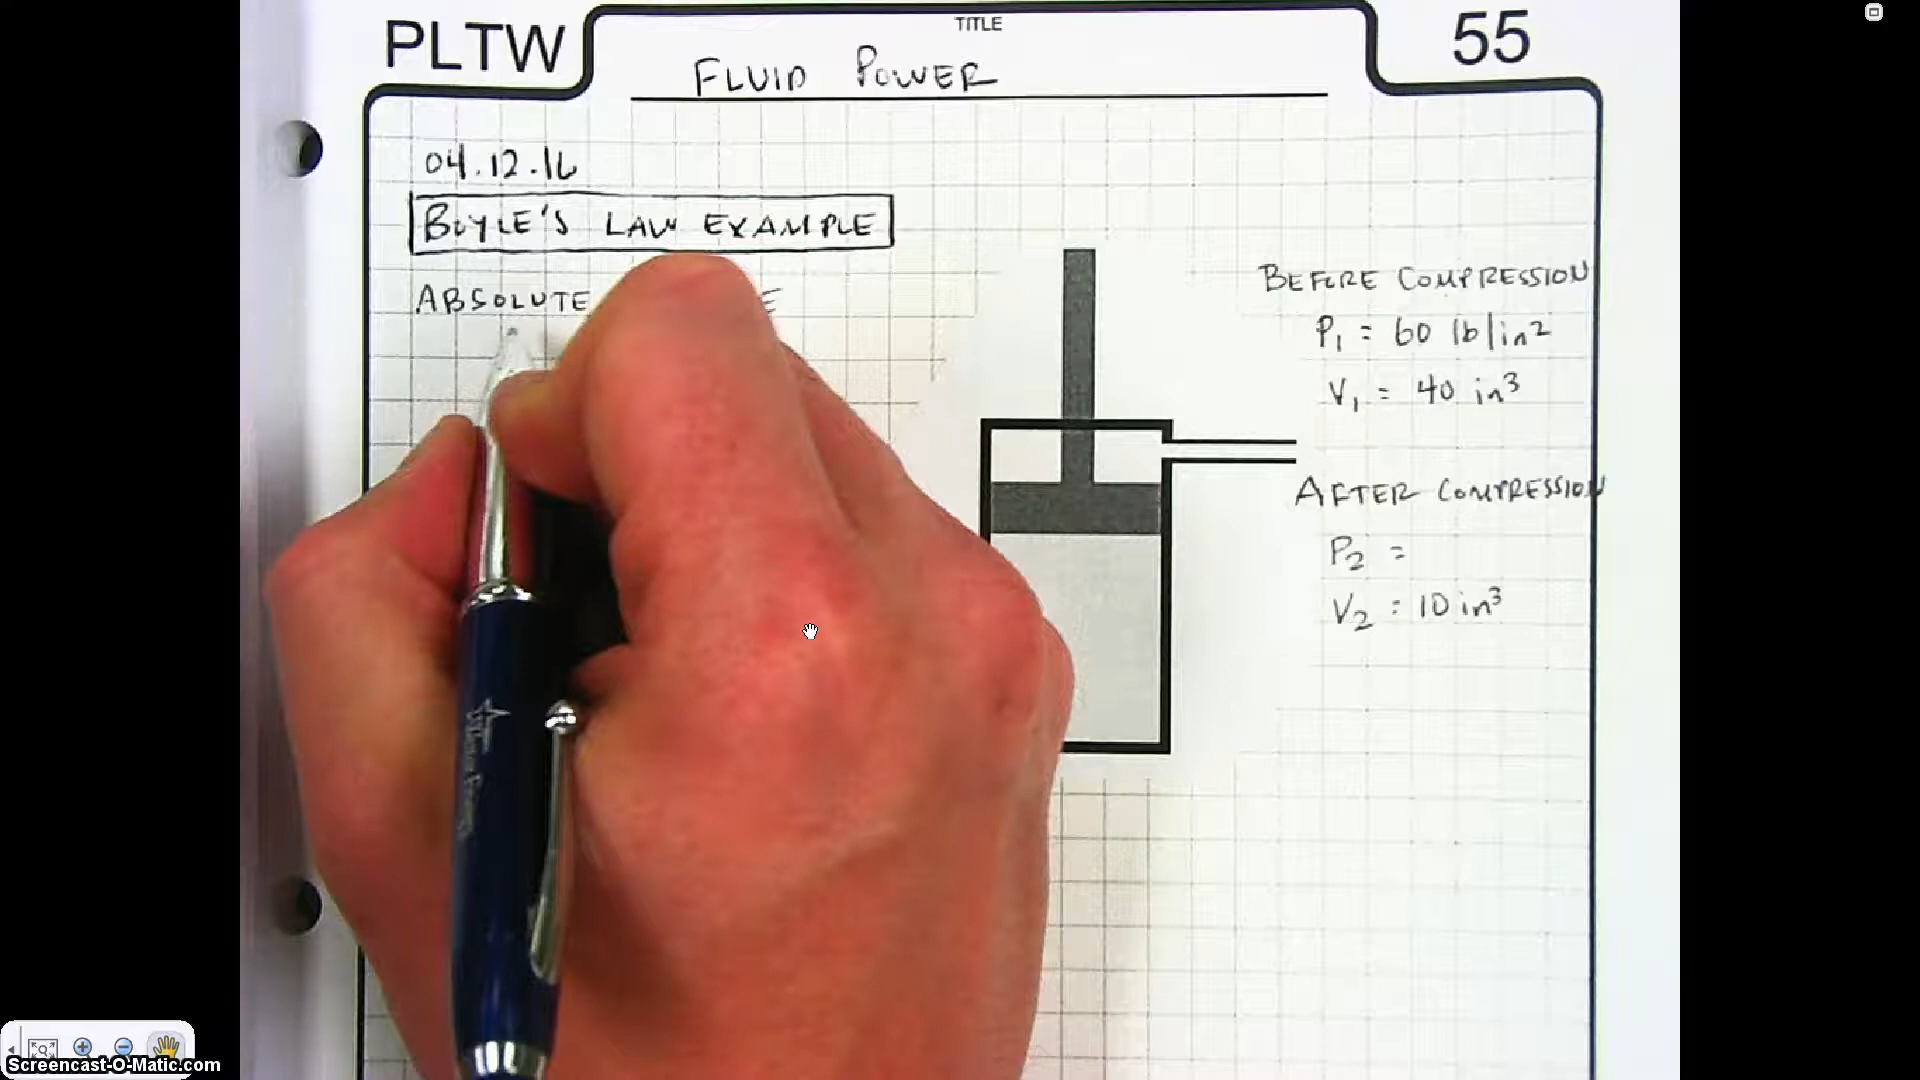 PLTW
TITLE
55
FLUID POWER
04.12.16
BOYLE'S LAW EXAMPLE
ABSOLUTE
BEFORE COMPRESSION
P1 = 60 lb/in2
V1 = 40 in3
AFTER COMPRESSION
P2 =
V2 = 10 in3
Screencast-O-Matic.com